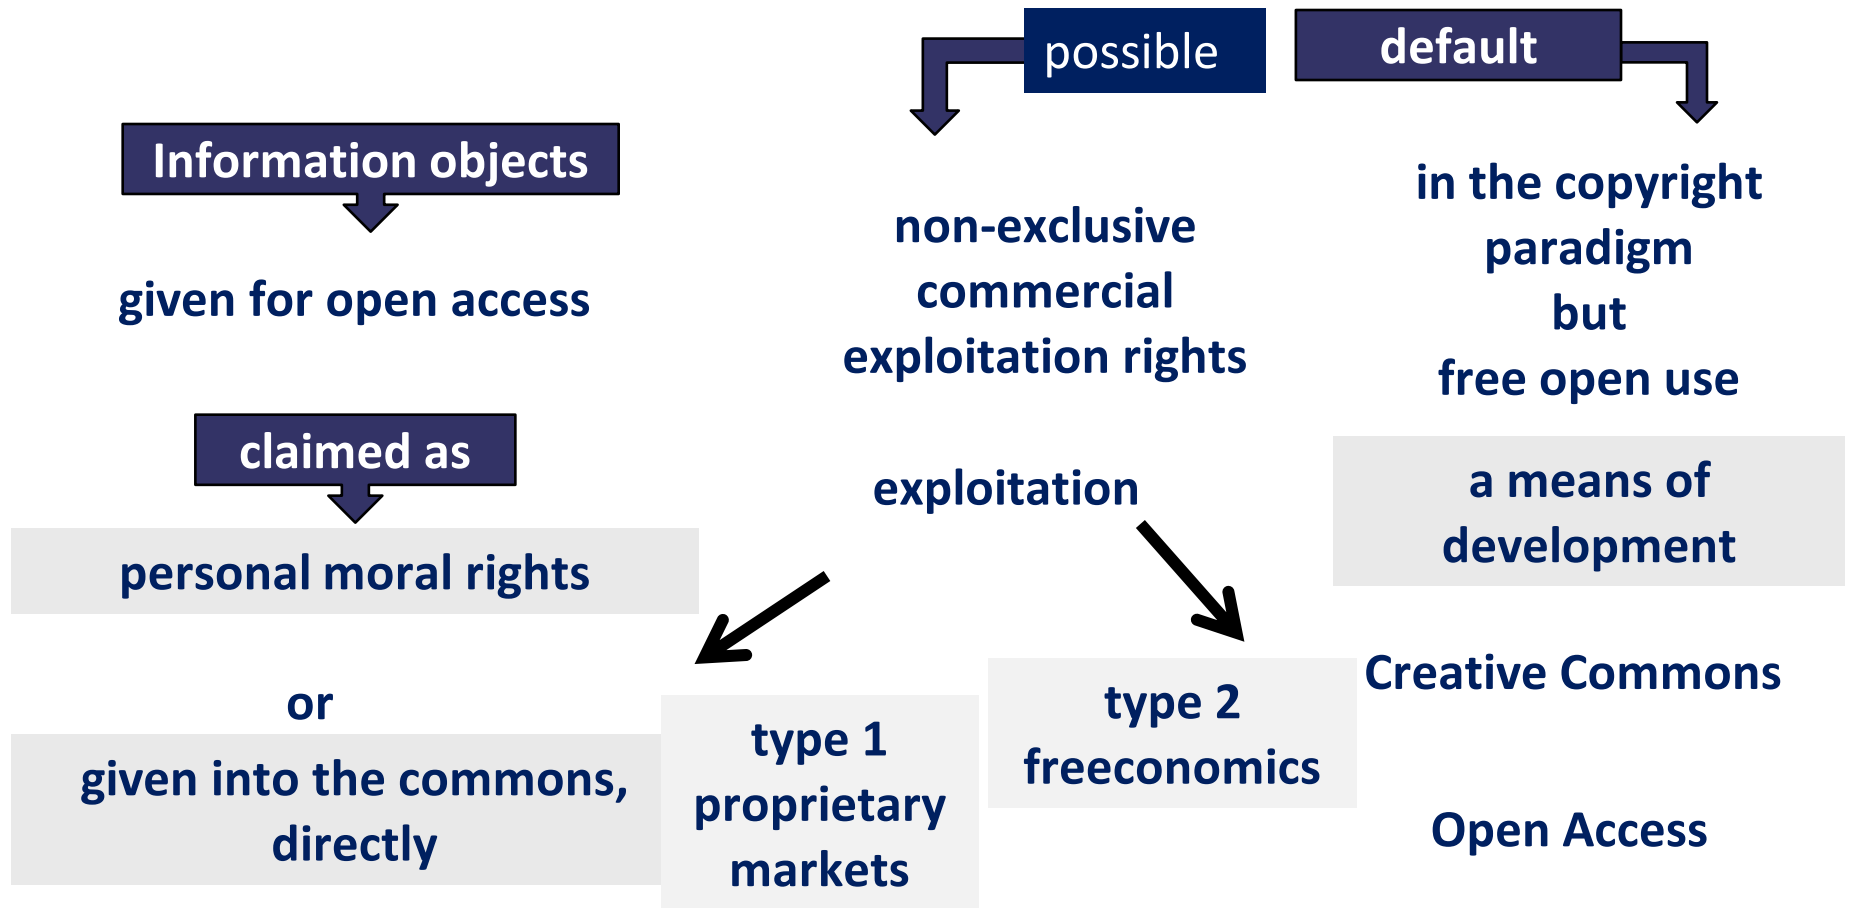 Information objects
given for open access
claimed as
personal moral rights
or
given into the commons,
directly
possible
non-exclusive
commercial
exploitation rights
exploitation
type 1
proprietary
markets
type 2
freeconomics
default
in the copyright
paradigm
but
free open use
a means of
development
Creative Commons
Open Access